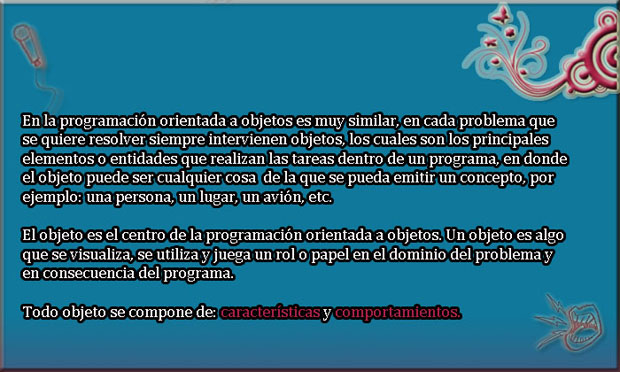 En la programación orientada a objetos es muy similar, en cada problema que
se quiere resolver siempre intervienen objetos, los cuales son los principales
elementos o entidades que realizan las tareas dentro de un programa, en donde
el objeto puede ser cualquier cosa de la que se pueda emitir un concepto, por
ejemplo: una persona, un lugar, un avión, etc.
El objeto es el centro de la programación orientada a objetos. Un objeto es algo
que se visualiza, se utiliza y juega un rol o papel en el dominio del problema y
en consecuencia del programa.
Todo objeto se compone de: características y comportamientos.